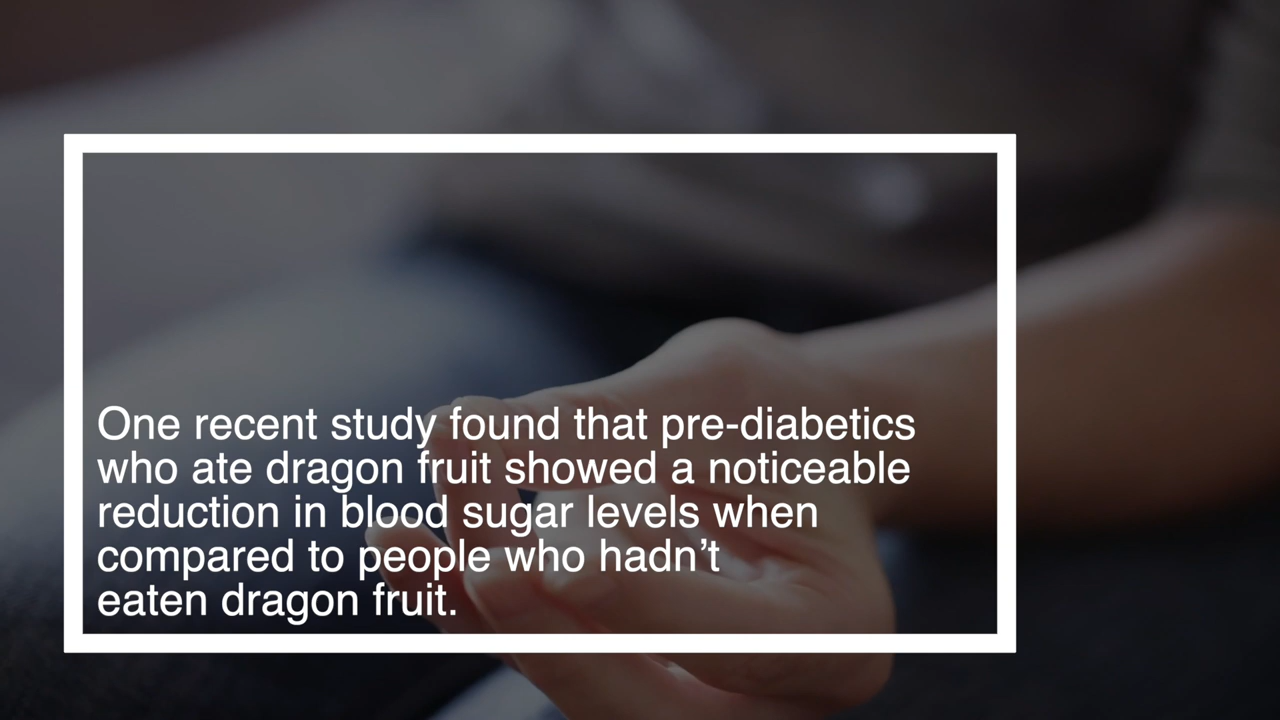 One recent study found that pre-diabetics
who ate dragon fruit showed a noticeable
reduction in blood sugar levels when
compared to people who hadn’t
eaten dragon fruit.